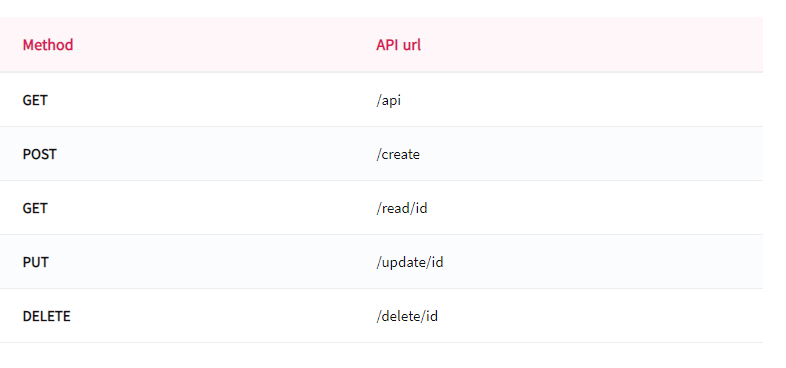 Method API url
GET /api
POST /create
GET /read/id
PUT /update/id
DELETE /delete/id